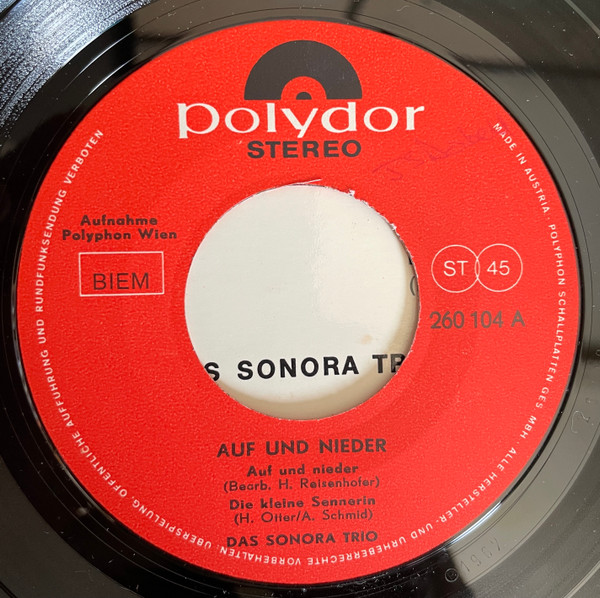 polydor
STEREO
Aufnahme
Polyphon Wien
BIEM
ST 45
260 104 A
S SONORA TR
AUF UND NIEDER
Auf und nieder
(Bearb. H. Reisenhofer)
Die kleine Sennerin
(H. Otter/A. Schmid)
DAS SONORA TRIO
MADE IN AUSTRIA · POLYPHON SCHALLPLATTEN GES. MBH · ALLE HERSTELLER- UND URHEBERRECHTE VORBEHALTEN. ÜBERSPIELUNG, ÖFFENTLICHE AUFFÜHRUNG UND RUNDFUNKSENDUNG VERBOTEN